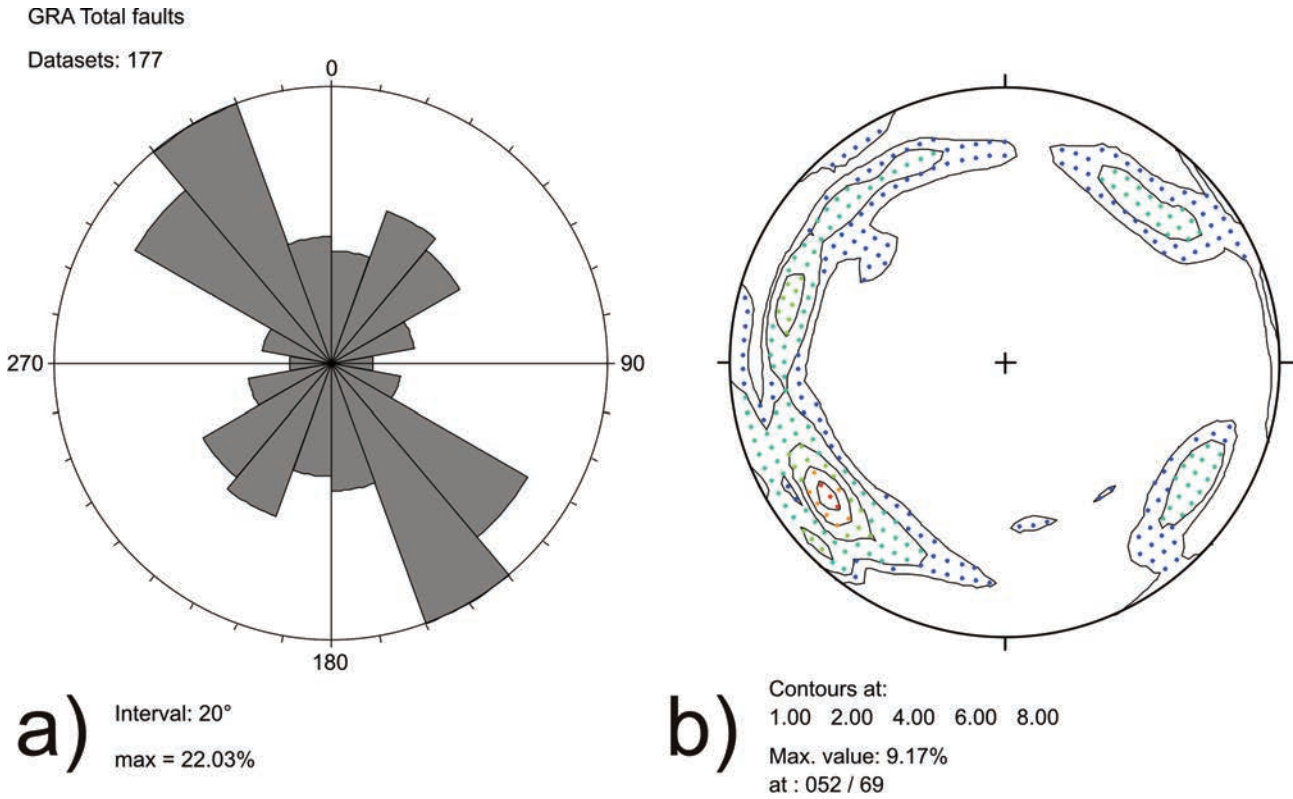 GRA Total faults
Datasets: 177
0
270
90
180
a)
Interval: 20°
max = 22.03%
b)
Contours at:
1.00 2.00 4.00 6.00 8.00
Max. value: 9.17%
at : 052 / 69